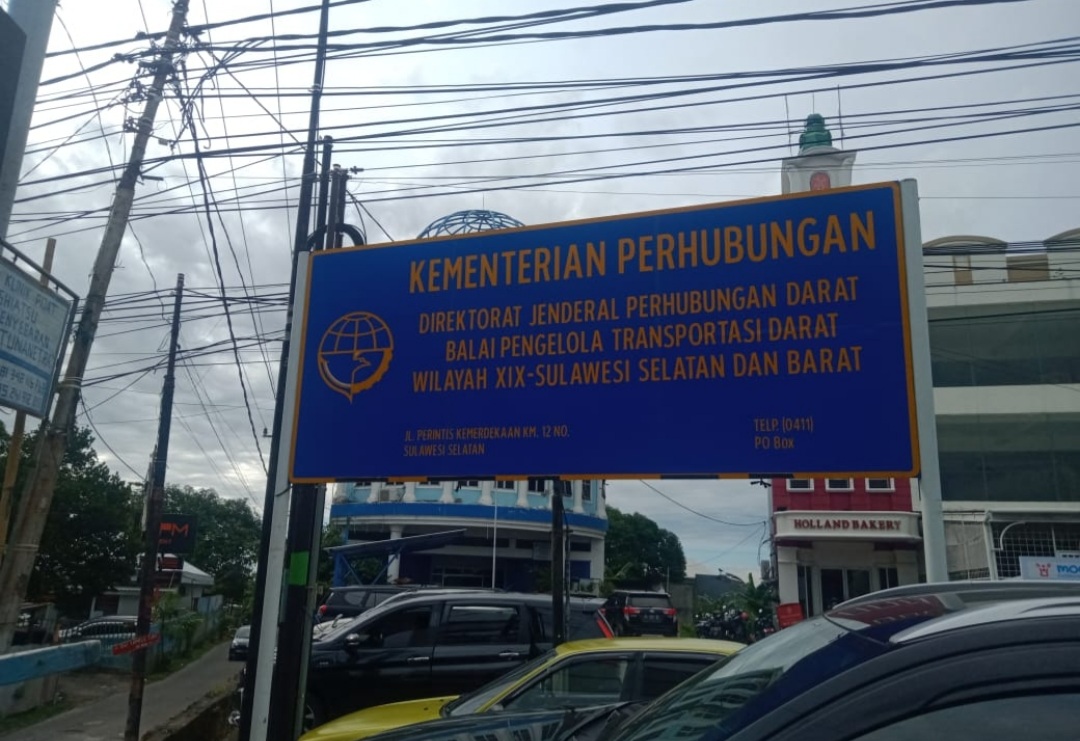 KEMENTERIAN PERHUBUNGAN
DIREKTORAT JENDERAL PERHUBUNGAN DARAT
BALAI PENGELOLA TRANSPORTASI DARAT
WILAYAH XIX-SULAWESI SELATAN DAN BARAT
JL. PERINTIS KEMERDEKAAN KM. 12 NO.
SULAWESI SELATAN
TELP. (0411)
PO Box
SHIATSU
HOLLAND BAKERY